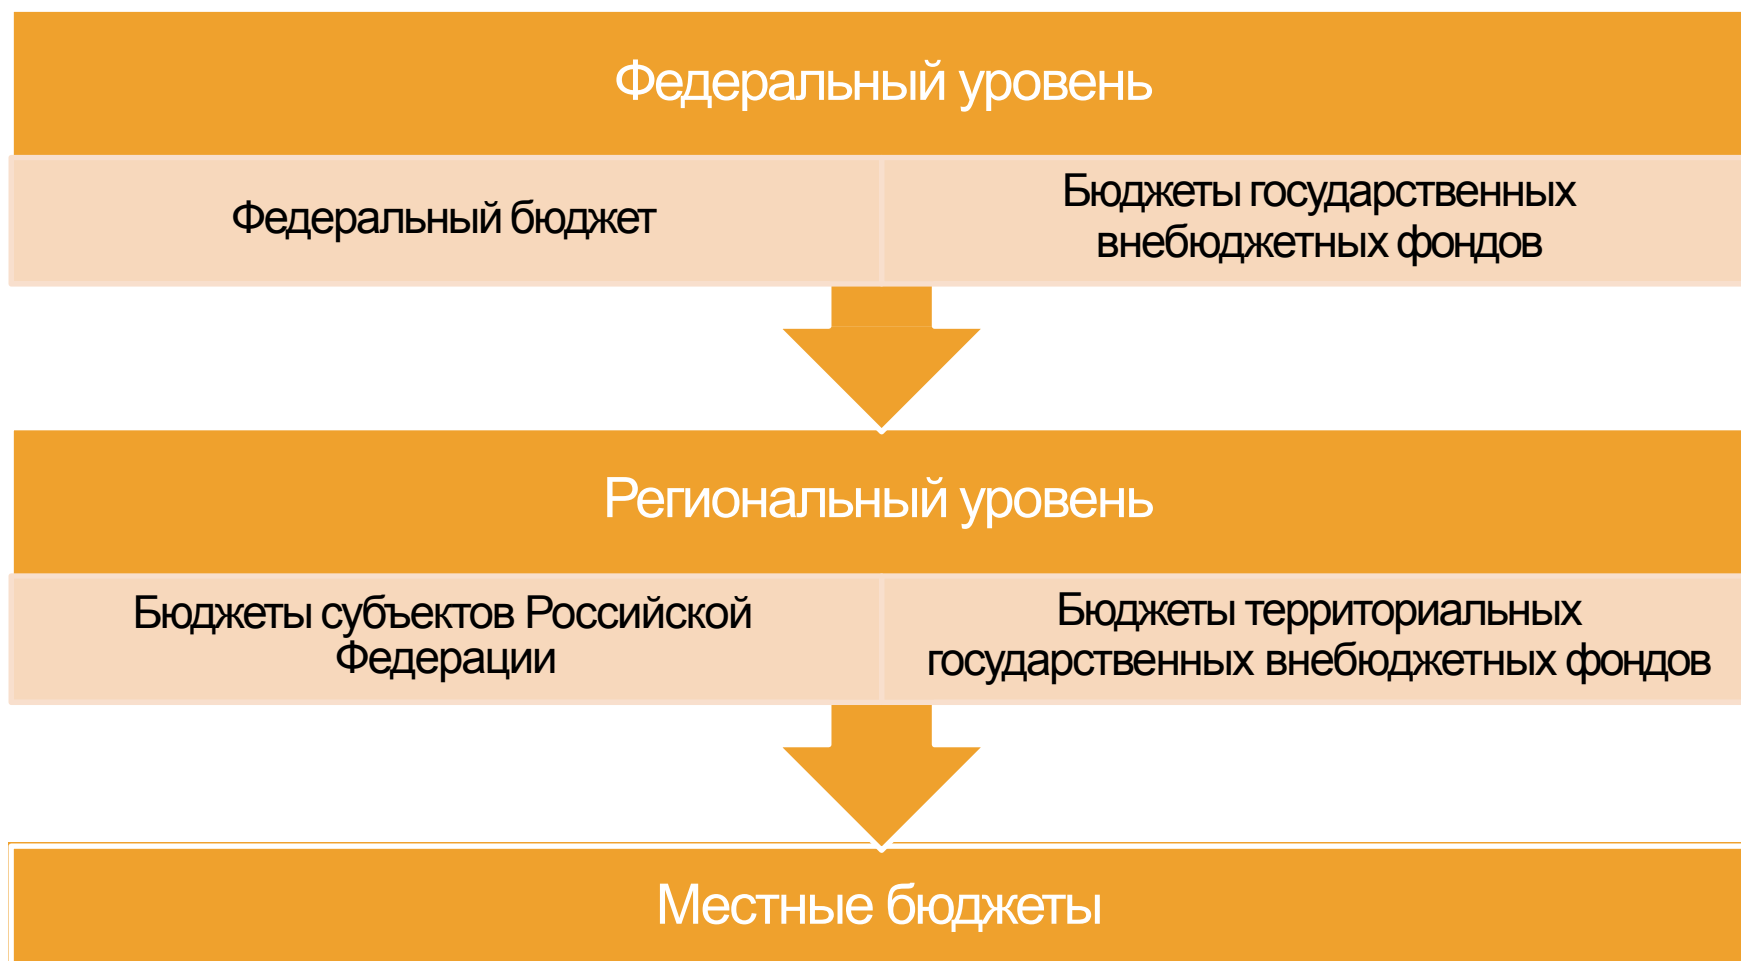 Федеральный уровень
Федеральный бюджет
Бюджеты государственных
внебюджетных фондов
Региональный уровень
Бюджеты субъектов Российской
Федерации
Бюджеты территориальных
государственных внебюджетных фондов
Местные бюджеты